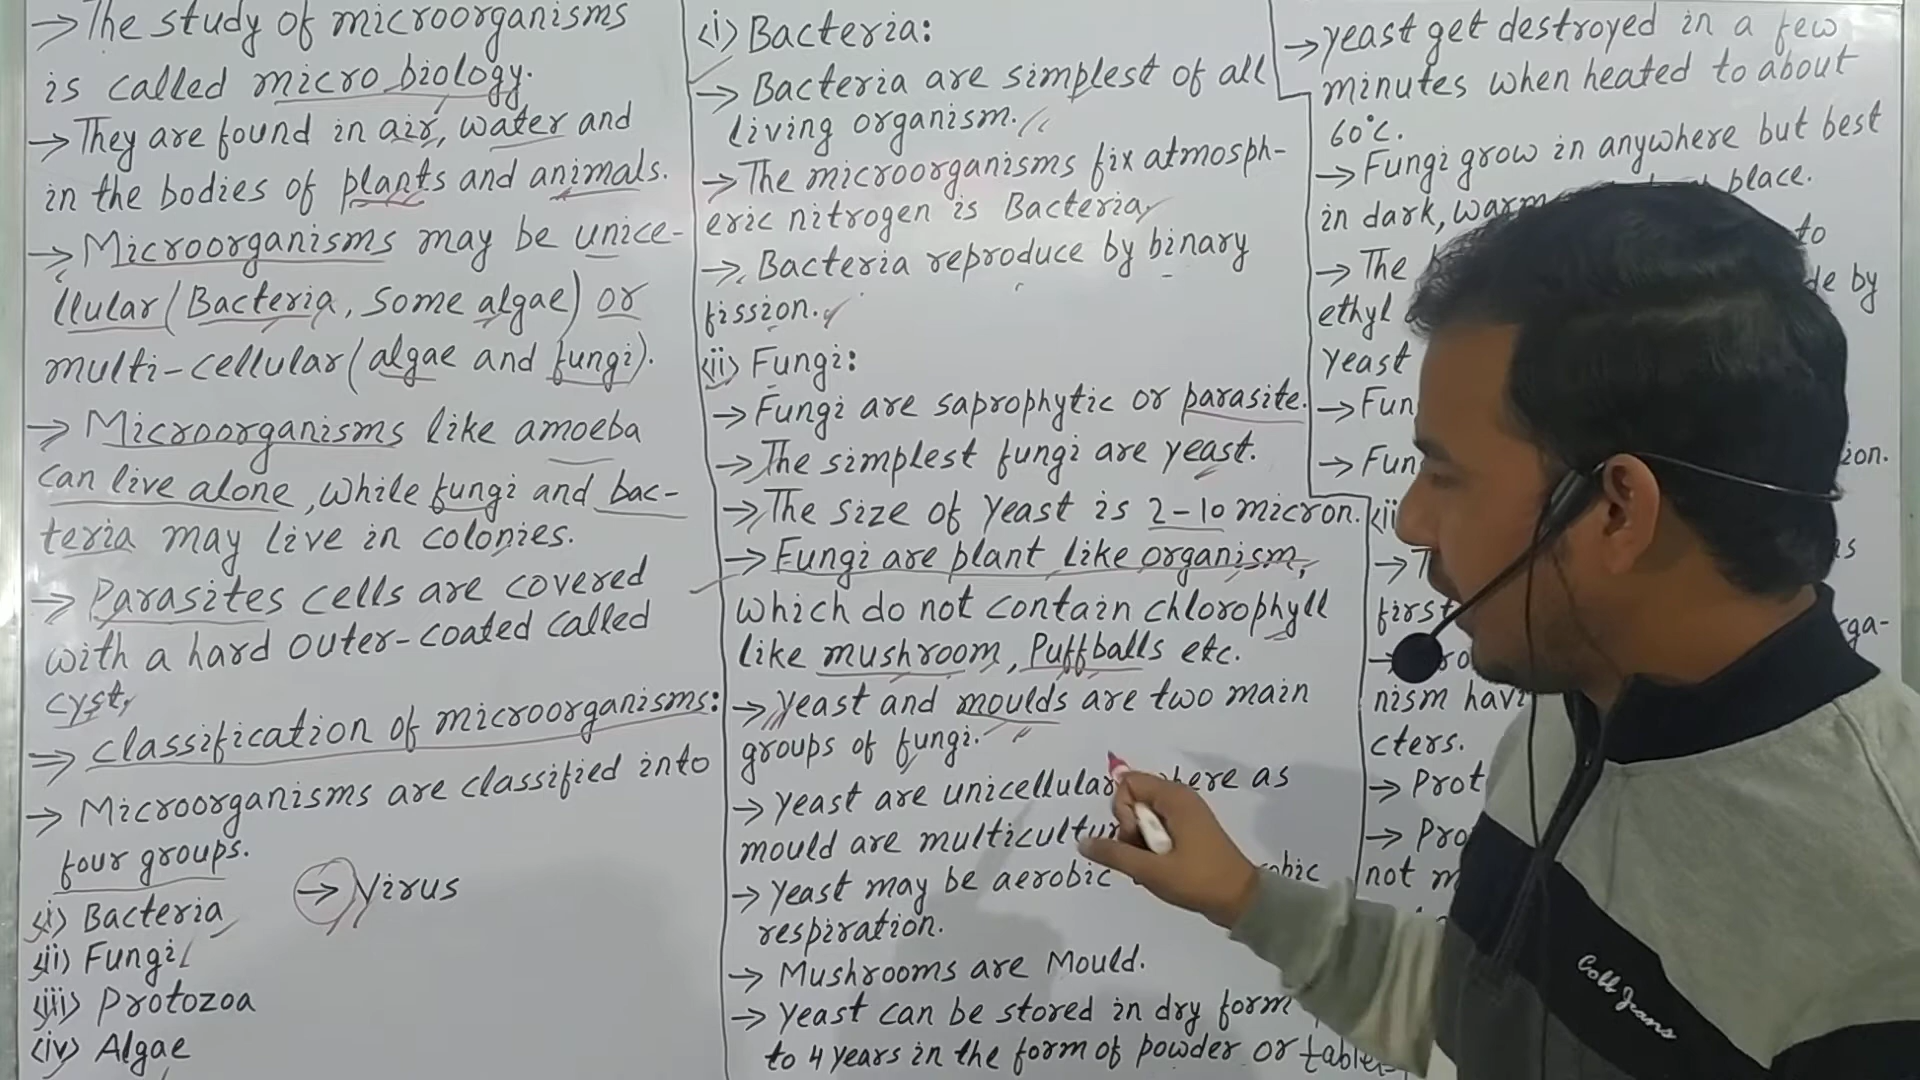 → The study of microorganisms
is called micro biology.
→ They are found in air, water and
in the bodies of plants and animals.
→ Microorganisms may be unice-
llular (Bacteria, some algae) or
multi-cellular (algae and fungi).
→ Microorganisms like amoeba
can live alone, while fungi and bac-
teria may live in colonies.
→ Parasites cells are covered
with a hard outer-coated called
cyst,
→ classification of microorganisms:
→ Microorganisms are classified into
four groups.
(i) Bacteria
→ Virus
(ii) Fungi
(iii) Protozoa
(iv) Algae
(i) Bacteria:
→ Bacteria are simplest of all
living organism.
→ The microorganisms fix atmosph-
eric nitrogen is Bacteria
→ Bacteria reproduce by binary
fission.
(ii) Fungi:
→ Fungi are saprophytic or parasite.
→ The simplest fungi are yeast.
→ The size of yeast is 2-10 micron.
→ Fungi are plant like organism,
which do not contain chlorophyll
like mushroom, Puffballs etc.
→ Yeast and moulds are two main
groups of fungi.
→ Yeast are unicellular where as
mould are
→ Yeast may be aerobic
respiration.
→ Mushrooms are Mould.
→ Yeast can be stored in dry form
to 4 years in the form of powder or
→ yeast get destroyed in a few
minutes when heated to about
60°C.
→ Fungi grow in anywhere but best
in dark, warm place.
→ The to
ethyl by
yeast
→
→
→
first
→
nism
cters.
→
→
not
Coll Jeans